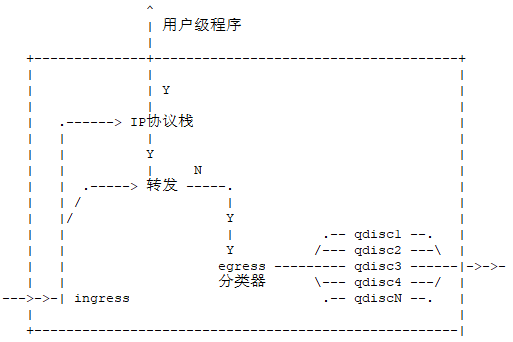 用户级程序
Y
IP协议栈
Y
N
转发
Y
qdisc1
Y
qdisc2
egress
qdisc3
分类器
qdisc4
ingress
qdiscN